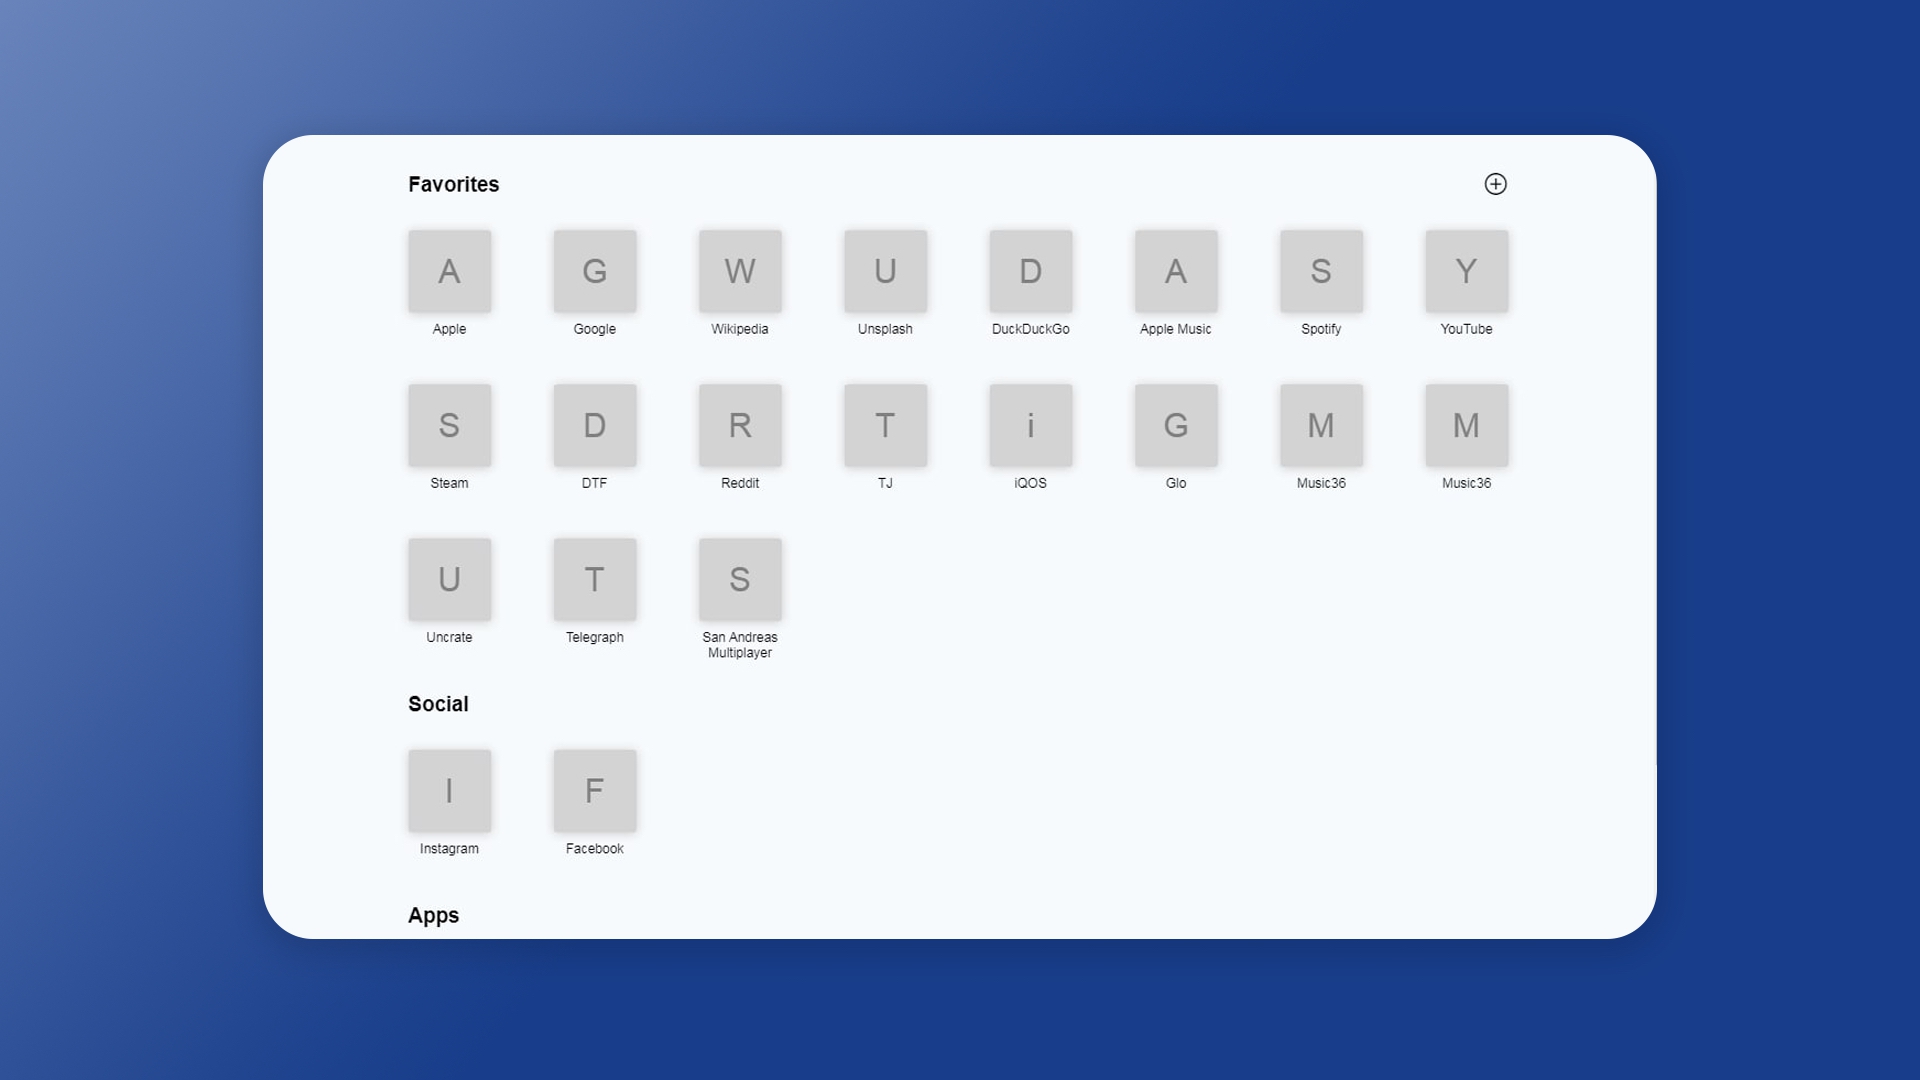 Favorites
A G W U D A S Y
Apple Google Wikipedia Unsplash DuckDuckGo Apple Music Spotify YouTube
S D R T i G M M
Steam DTF Reddit TJ iQOS Glo Music36 Music36
U T S
Uncrate Telegraph San Andreas
Multiplayer
Social
I F
Instagram Facebook
Apps